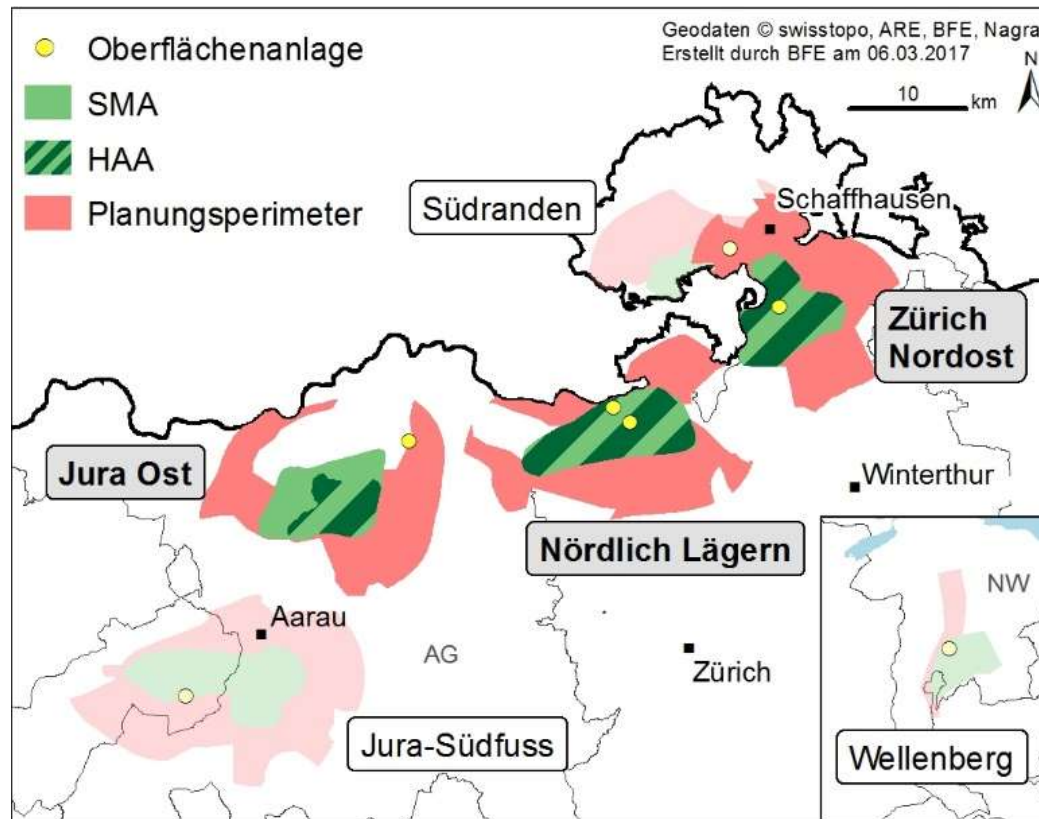 Oberflächenanlage
SMA
HAA
Planungsperimeter
Geodaten © swisstopo, ARE, BFE, Nagra
Erstellt durch BFE am 06.03.2017
N
10
km
Südranden
Schaffhausen
Zürich
Nordost
Jura Ost
Winterthur
Nördlich Lägern
NW
Aarau
AG
Zürich
Jura-Südfuss
Wellenberg